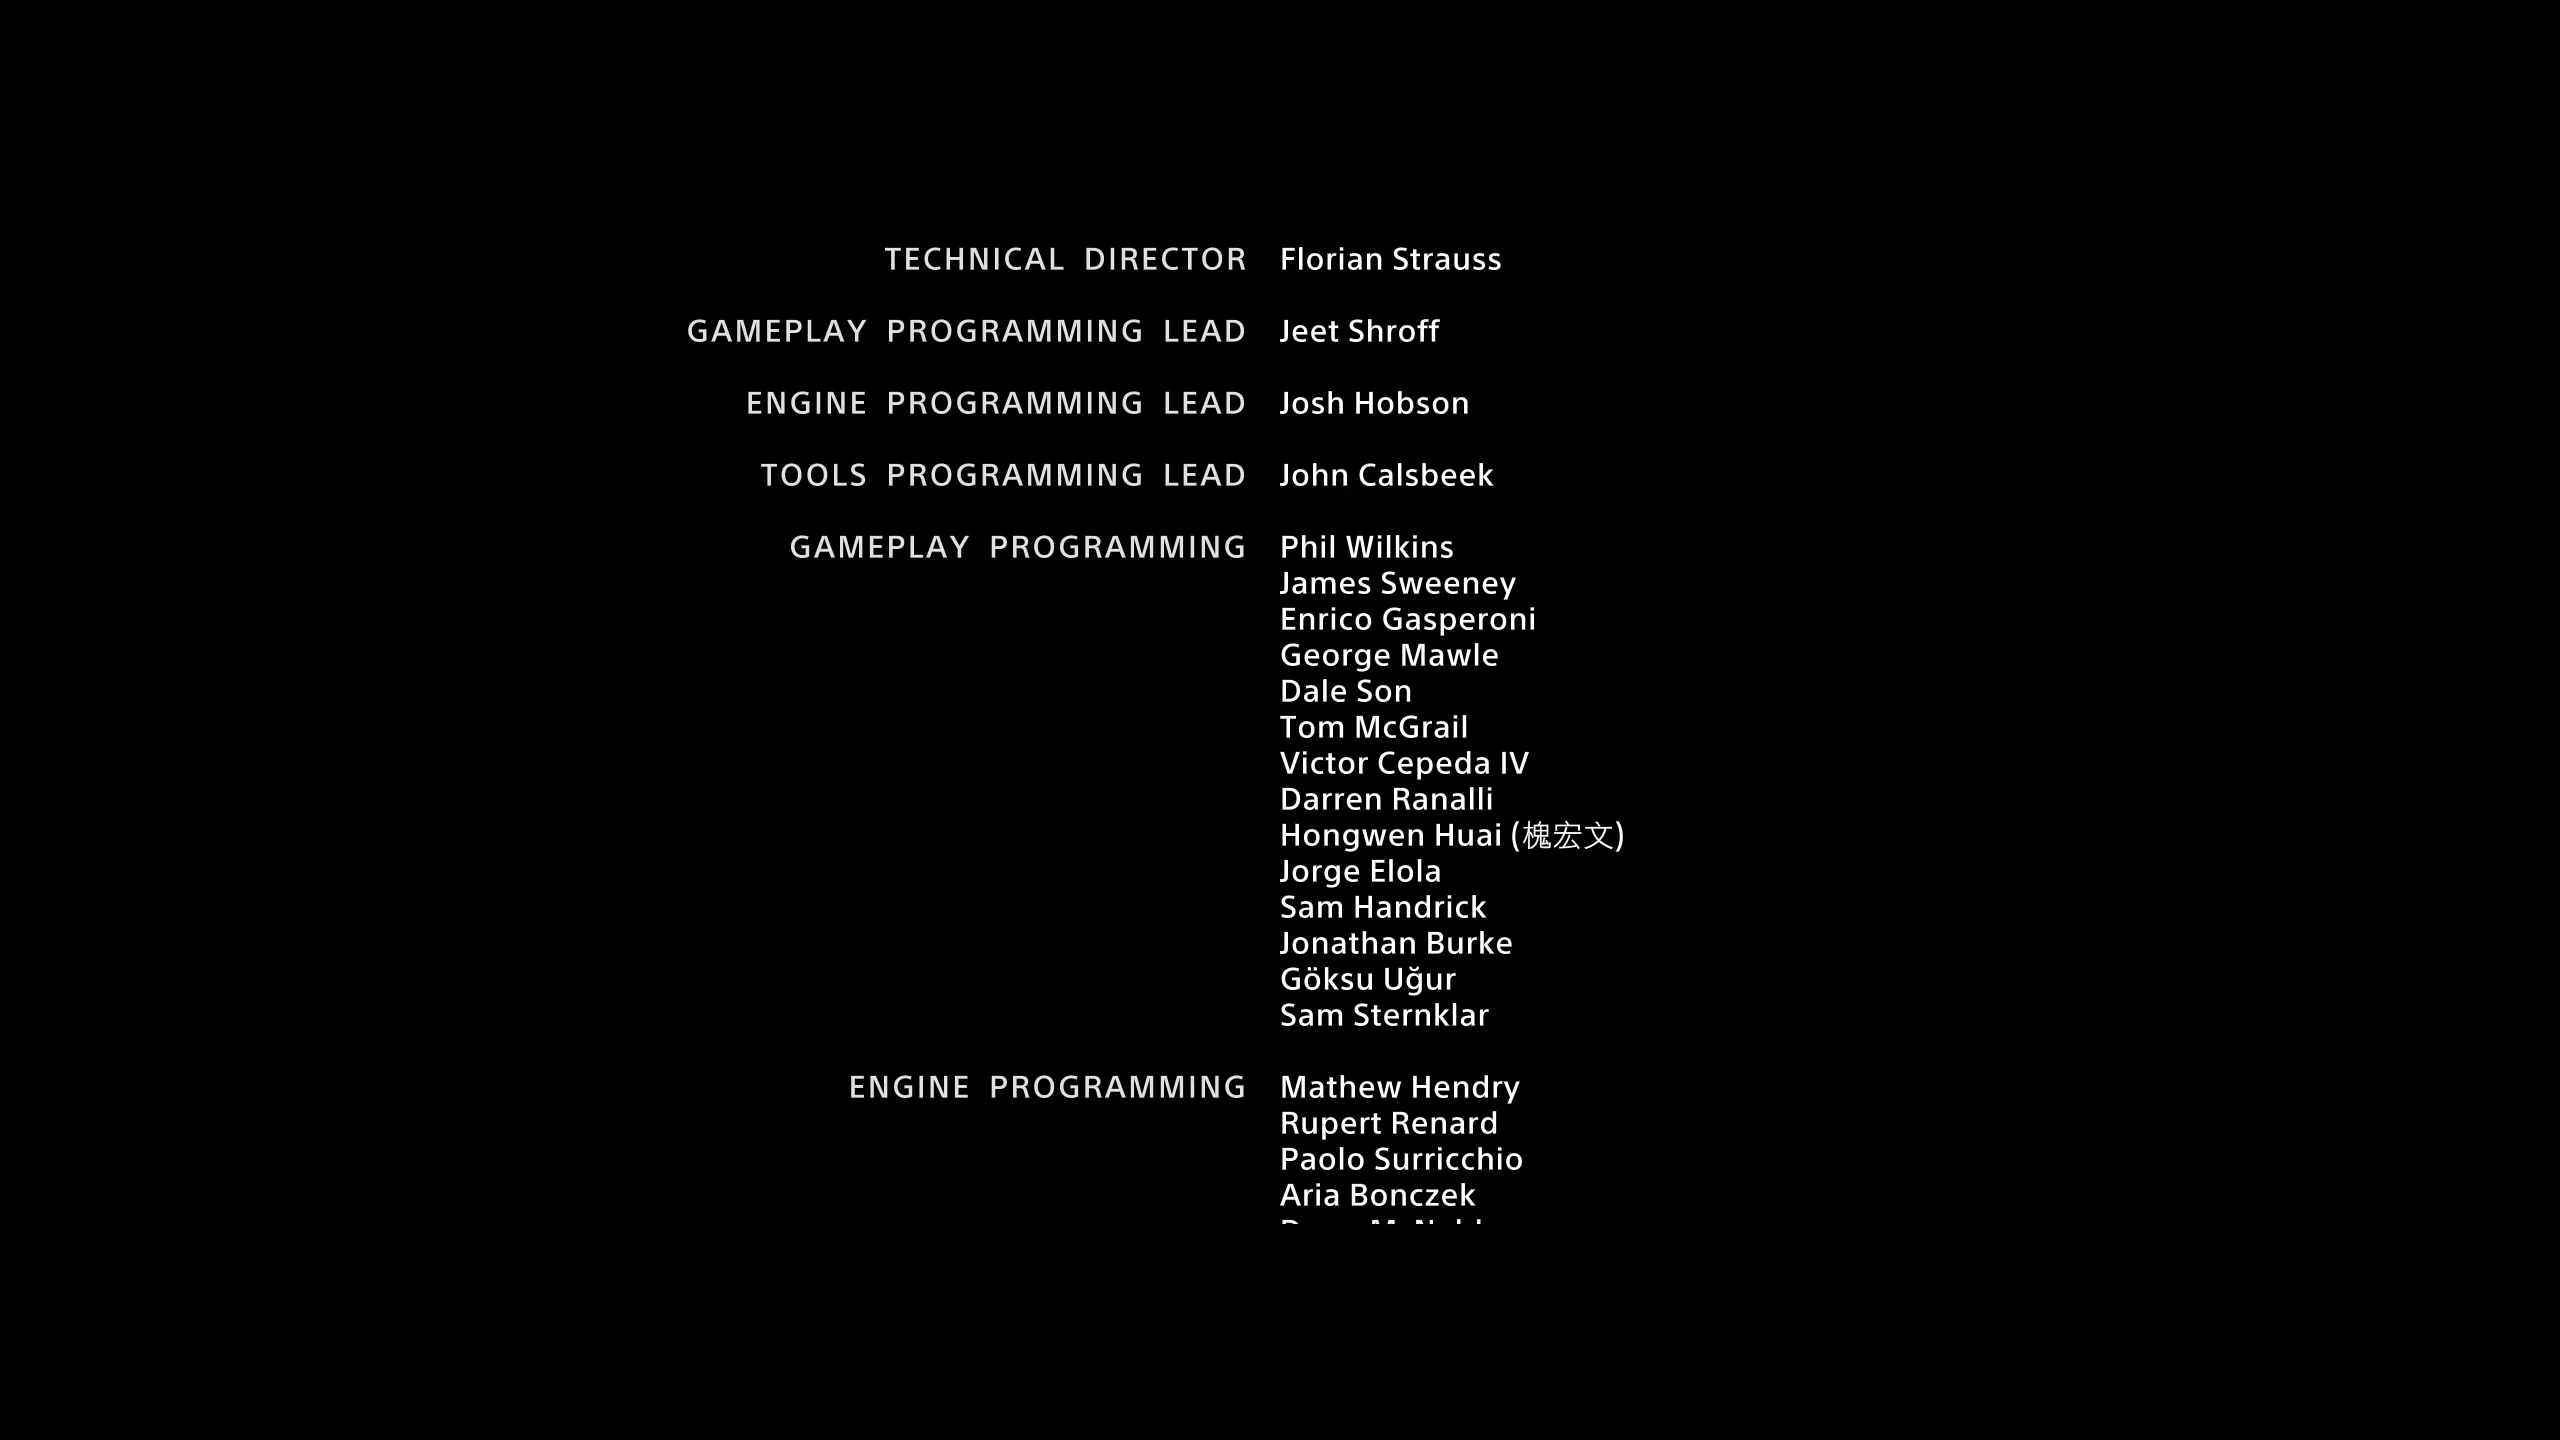 TECHNICAL DIRECTOR Florian Strauss
GAMEPLAY PROGRAMMING LEAD Jeet Shroff
ENGINE PROGRAMMING LEAD Josh Hobson
TOOLS PROGRAMMING LEAD John Calsbeek
GAMEPLAY PROGRAMMING Phil Wilkins
James Sweeney
Enrico Gasperoni
George Mawle
Dale Son
Tom McGrail
Victor Cepeda IV
Darren Ranalli
Hongwen Huai (槐宏文)
Jorge Elola
Sam Handrick
Jonathan Burke
Göksu Uğur
Sam Sternklar
ENGINE PROGRAMMING Mathew Hendry
Rupert Renard
Paolo Surricchio
Aria Bonczek